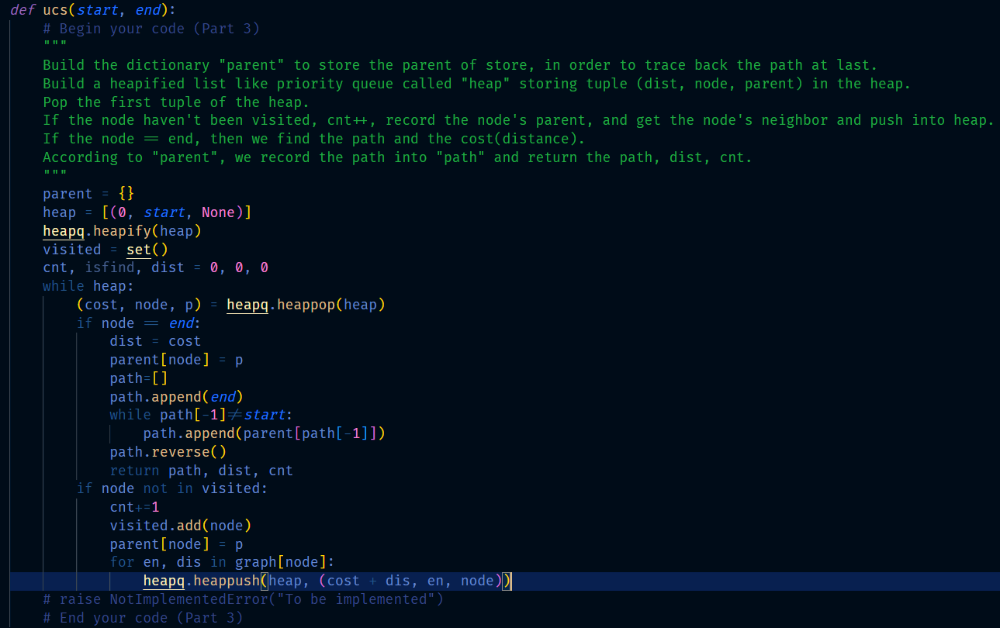 def ucs(start, end):
    # Begin your code (Part 3)
    """
    Build the dictionary "parent" to store the parent of store, in order to trace back the path at last.
    Build a heapified list like priority queue called "heap" storing tuple (dist, node, parent) in the heap.
    Pop the first tuple of the heap.
    If the node haven't been visited, cnt++, record the node's parent, and get the node's neighbor and push into heap.
    If the node == end, then we find the path and the cost(distance).
    According to "parent", we record the path into "path" and return the path, dist, cnt.
    """
    parent = {}
    heap = [(0, start, None)]
    heapq.heapify(heap)
    visited = set()
    cnt, isfind, dist = 0, 0, 0
    while heap:
        (cost, node, p) = heapq.heappop(heap)
        if node == end:
            dist = cost
            parent[node] = p
            path=[]
            path.append(end)
            while path[-1]!=start:
                path.append(parent[path[-1]])
            path.reverse()
            return path, dist, cnt
        if node not in visited:
            cnt+=1
            visited.add(node)
            parent[node] = p
            for en, dis in graph[node]:
                heapq.heappush(heap, (cost + dis, en, node))
    # raise NotImplementedError("To be implemented")
    # End your code (Part 3)